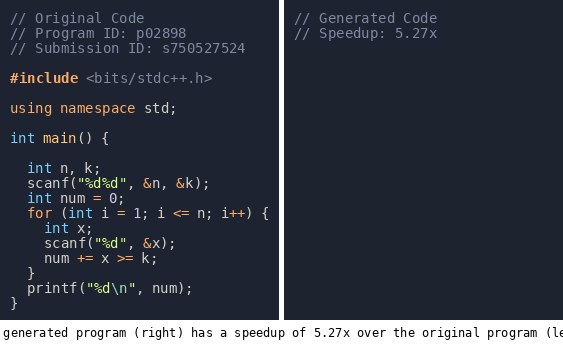 // Original Code
// Program ID: p02898
// Submission ID: s750527524
#include <bits/stdc++.h>
using namespace std;
int main() {
int n, k;
scanf("%d%d", &n, &k);
int num = 0;
for (int i = 1; i <= n; i++) {
int x;
scanf("%d", &x);
num += x >= k;
}
printf("%d\n", num);
}
// Generated Code
// Speedup: 5.27x
generated program (right) has a speedup of 5.27x over the original program (le